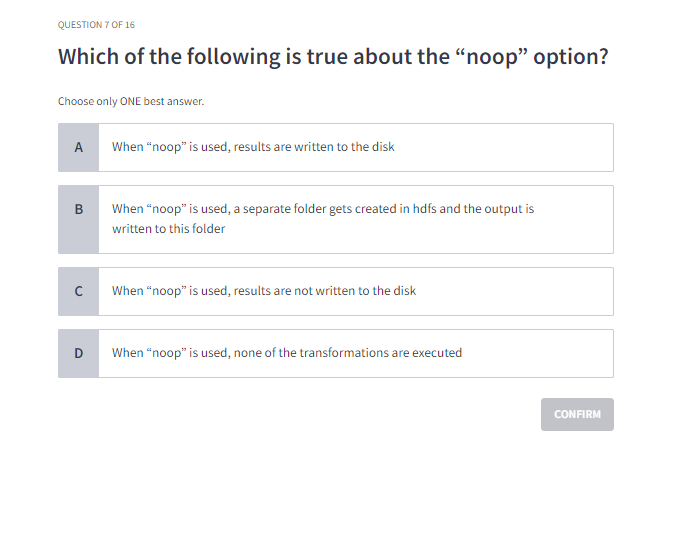 QUESTION 7 OF 16
Which of the following is true about the “noop” option?
Choose only ONE best answer.
A When “noop” is used, results are written to the disk
B When “noop” is used, a separate folder gets created in hdfs and the output is
written to this folder
C When “noop” is used, results are not written to the disk
D When “noop” is used, none of the transformations are executed
CONFIRM